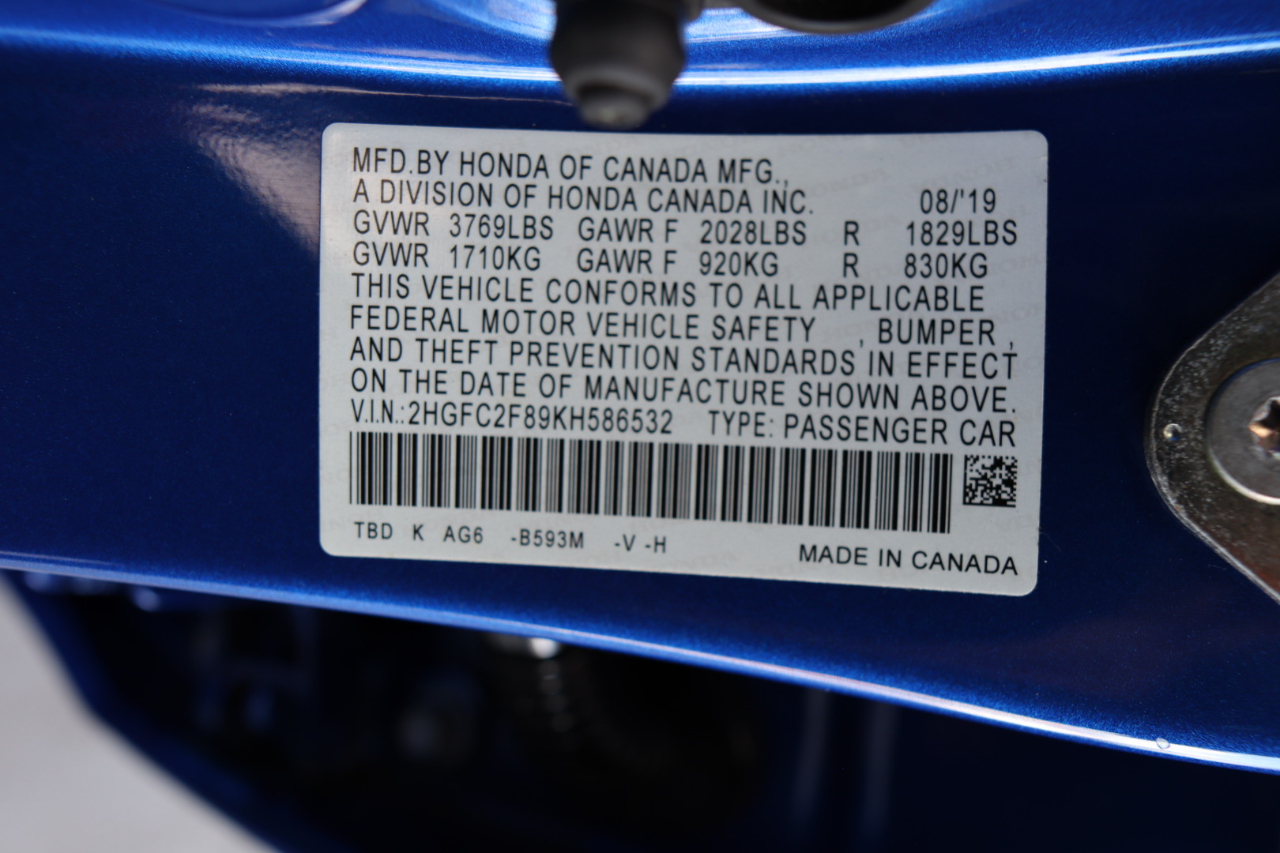 MFD.BY HONDA OF CANADA MFG.,
A DIVISION OF HONDA CANADA INC. 08/'19
GVWR 3769LBS GAWR F 2028LBS R 1829LBS
GVWR 1710KG GAWR F 920KG R 830KG
THIS VEHICLE CONFORMS TO ALL APPLICABLE
FEDERAL MOTOR VEHICLE SAFETY , BUMPER ,
AND THEFT PREVENTION STANDARDS IN EFFECT
ON THE DATE OF MANUFACTURE SHOWN ABOVE.
V.I.N.:2HGFC2F89KH586532 TYPE: PASSENGER CAR
TBD K AG6 -B593M -V -H
MADE IN CANADA